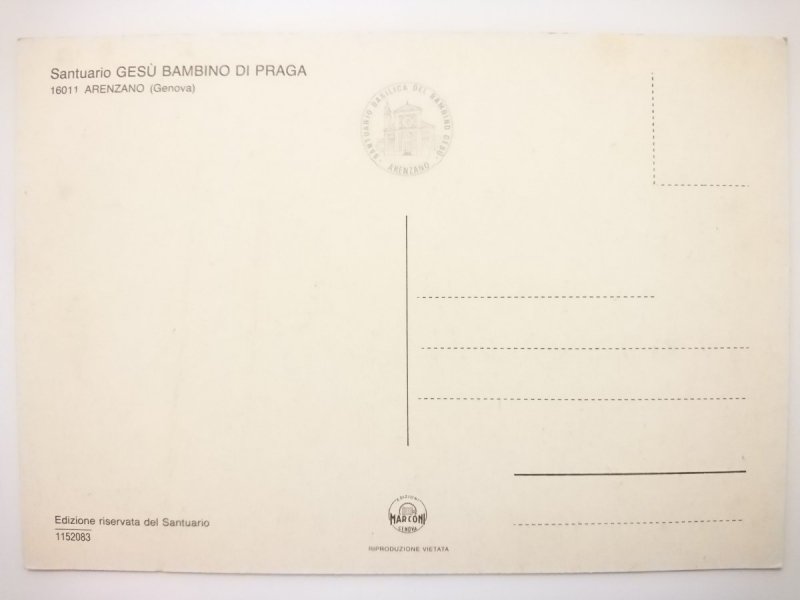 Santuario GESÙ BAMBINO DI PRAGA
16011 ARENZANO (Genova)
SANTUARIO BASILICA DEL BAMBINO GESÙ
ARENZANO
Edizione riservata del Santuario
1152083
EDIZIONI
MARCONI
GENOVA
RIPRODUZIONE VIETATA